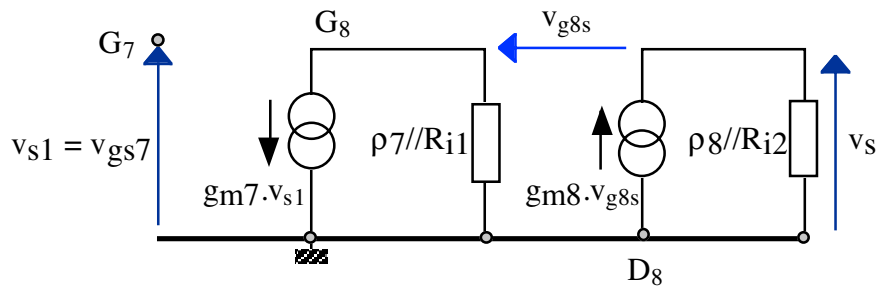 G7
G8
vg8s
vs1 = vgs7
ρ7//Ri1
ρ8//Ri2
vs
gm7.vs1
gm8.vg8s
D8